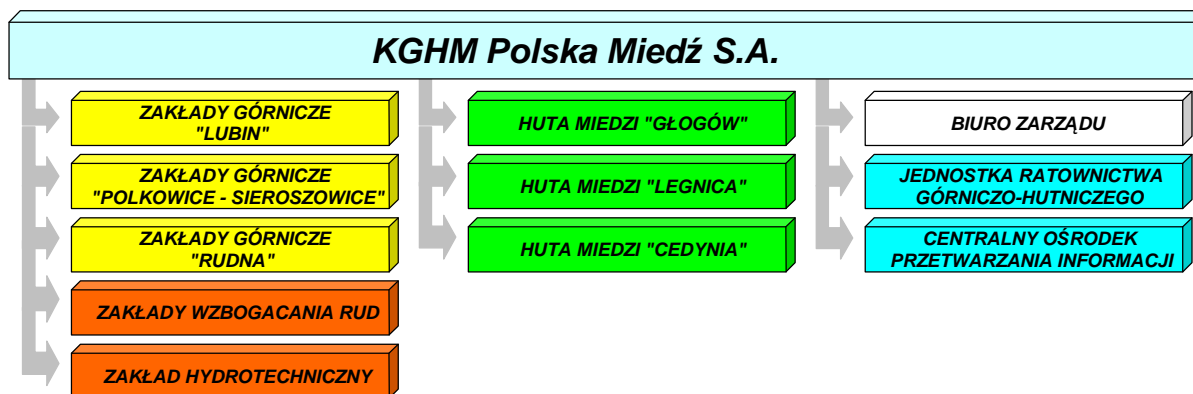 KGHM Polska Miedź S.A.
ZAKŁADY GÓRNICZE
"LUBIN"
ZAKŁADY GÓRNICZE
"POLKOWICE - SIEROSZOWICE"
ZAKŁADY GÓRNICZE
"RUDNA"
ZAKŁADY WZBOGACANIA RUD
ZAKŁAD HYDROTECHNICZNY
HUTA MIEDZI "GŁOGÓW"
HUTA MIEDZI "LEGNICA"
HUTA MIEDZI "CEDYNIA"
BIURO ZARZĄDU
JEDNOSTKA RATOWNICTWA
GÓRNICZO-HUTNICZEGO
CENTRALNY OŚRODEK
PRZETWARZANIA INFORMACJI